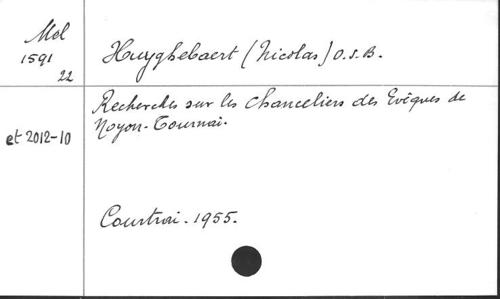 Mel
1591
22
Huyghebaert (Nicolas) O.S.B.
Recherches sur les Chanceliers des Evêques de
Noyon-Tournai.
et 2012-10
Courtrai. 1955.